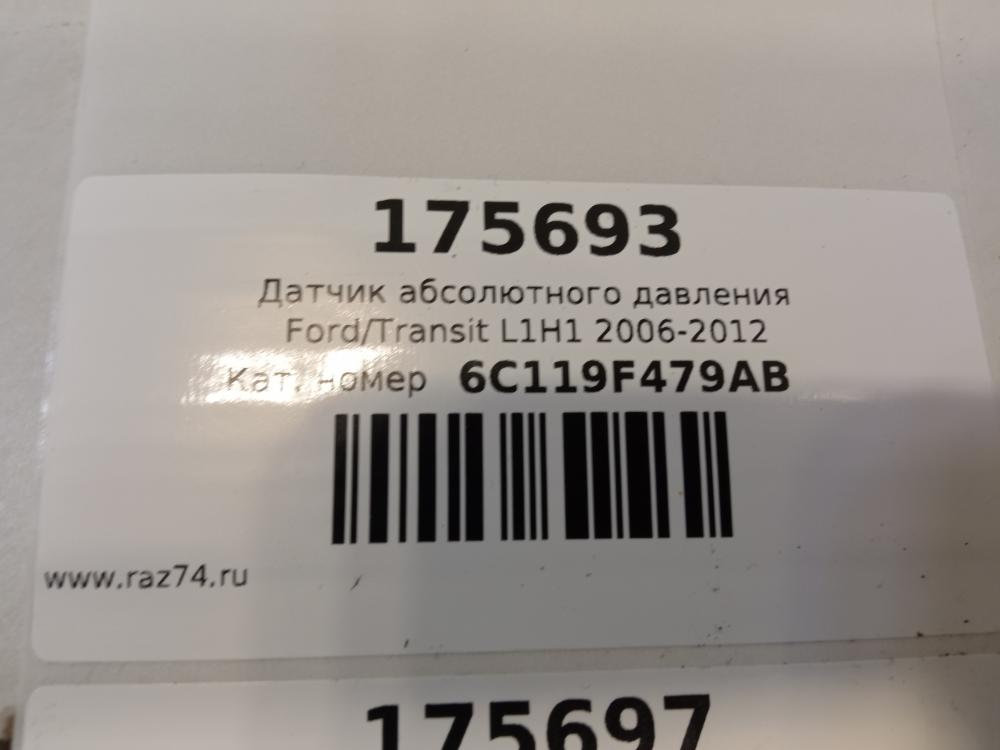 175693
Датчик абсолютного давления
Ford/Transit L1H1 2006-2012
Кат. номер 6C119F479AB
www.raz74.ru
175697